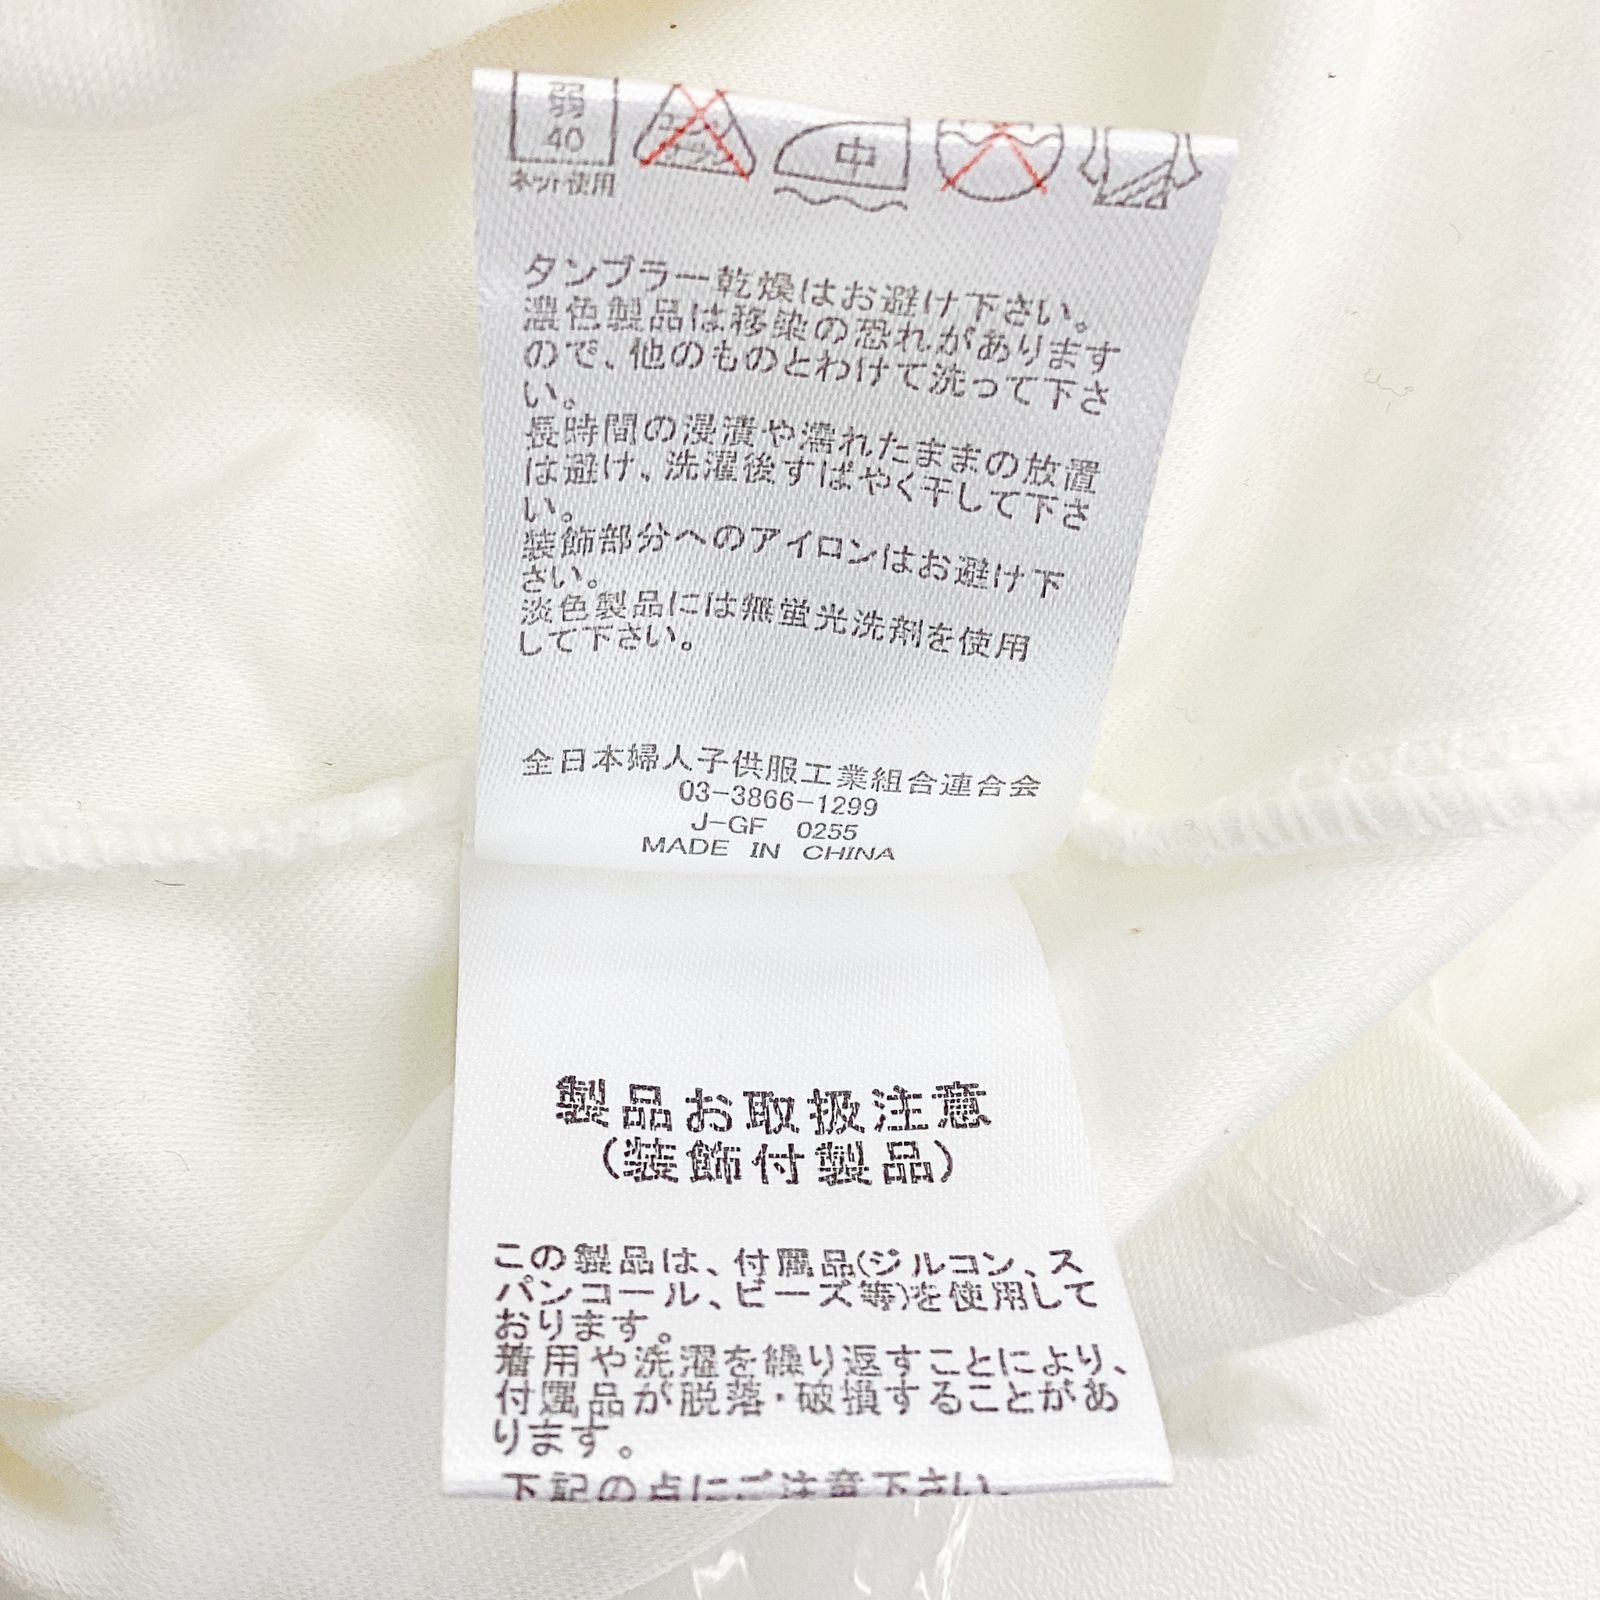 弱
40
ネット使用
中
タンブラー乾燥はお避け下さい。
濃色製品は移染の恐れがあります
ので、他のものとわけて洗って下さ
い。
長時間の浸漬や濡れたままの放置
は避け、洗濯後すばやく干して下さ
い。
装飾部分へのアイロンはお避け下
さい。
淡色製品には無蛍光洗剤を使用
して下さい。
全日本婦人子供服工業組合連合会
03-3866-1299
J-GF 0255
MADE IN CHINA
製品お取扱注意
(装飾付製品)
この製品は、付属品(ジルコン、ス
パンコール、ビーズ等)を使用して
おります。
着用や洗濯を繰り返すことにより、
付属品が脱落・破損することがあ
ります。
下記の点にご注意下さい。